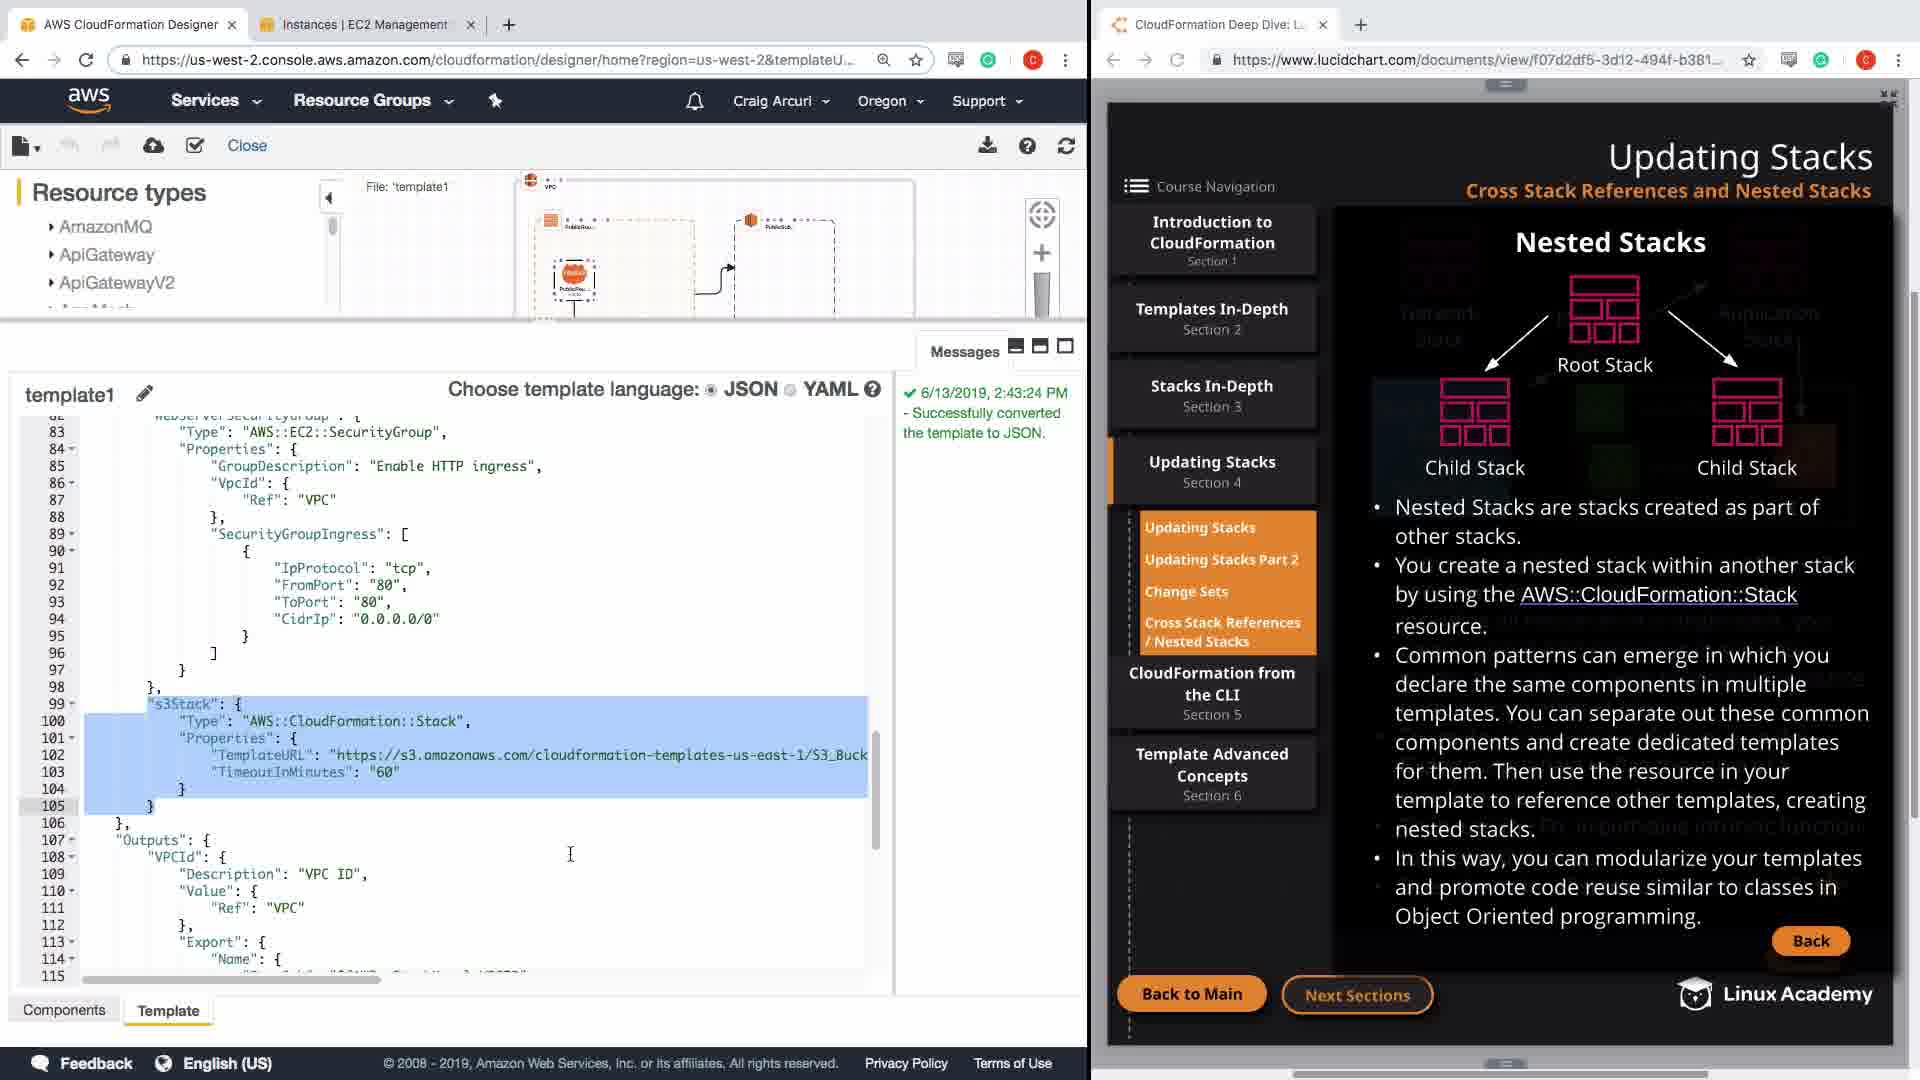 AWS CloudFormation Designer
Instances | EC2 Management
CloudFormation Deep Dive: L
https://us-west-2.console.aws.amazon.com/cloudformation/designer/home?region=us-west-2&templateU...
C
https://www.lucidchart.com/documents/view/f07d2df5-3d12-494f-b381...
C
aws
Services
Resource Groups
Craig Arcuri
Oregon
Support
Close
Resource types
AmazonMQ
ApiGateway
ApiGatewayV2
File: 'template1
VPC
Messages
6/13/2019, 2:43:24 PM
- Successfully converted
the template to JSON.
template1
Choose template language: JSON YAML
82 "WebServerSecurityGroup": {
83 "Type": "AWS::EC2::SecurityGroup",
84 "Properties": {
85 "GroupDescription": "Enable HTTP ingress",
86 "VpcId": {
87 "Ref": "VPC"
88 },
89 "SecurityGroupIngress": [
90 {
91 "IpProtocol": "tcp",
92 "FromPort": "80",
93 "ToPort": "80",
94 "CidrIp": "0.0.0.0/0"
95 }
96 ]
97 }
98 },
99 "s3Stack": {
100 "Type": "AWS::CloudFormation::Stack",
101 "Properties": {
102 "TemplateURL": "https://s3.amazonaws.com/cloudformation-templates-us-east-1/S3_Buck
103 "TimeoutInMinutes": "60"
104 }
105 }
106 },
107 "Outputs": {
108 "VPCId": {
109 "Description": "VPC ID",
110 "Value": {
111 "Ref": "VPC"
112 },
113 "Export": {
114 "Name": {
115
Components
Template
Feedback
English (US)
© 2008 - 2019, Amazon Web Services, Inc. or its affiliates. All rights reserved.
Privacy Policy
Terms of Use
Updating Stacks
Cross Stack References and Nested Stacks
Course Navigation
Introduction to
CloudFormation
Section 1
Templates In-Depth
Section 2
Stacks In-Depth
Section 3
Updating Stacks
Section 4
Updating Stacks
Updating Stacks Part 2
Change Sets
Cross Stack References
/ Nested Stacks
CloudFormation from
the CLI
Section 5
Template Advanced
Concepts
Section 6
Nested Stacks
Root Stack
Child Stack
Child Stack
• Nested Stacks are stacks created as part of
other stacks.
• You create a nested stack within another stack
by using the AWS::CloudFormation::Stack
resource.
• Common patterns can emerge in which you
declare the same components in multiple
templates. You can separate out these common
components and create dedicated templates
for them. Then use the resource in your
template to reference other templates, creating
nested stacks.
• In this way, you can modularize your templates
and promote code reuse similar to classes in
Object Oriented programming.
Back
Back to Main
Next Sections
Linux Academy